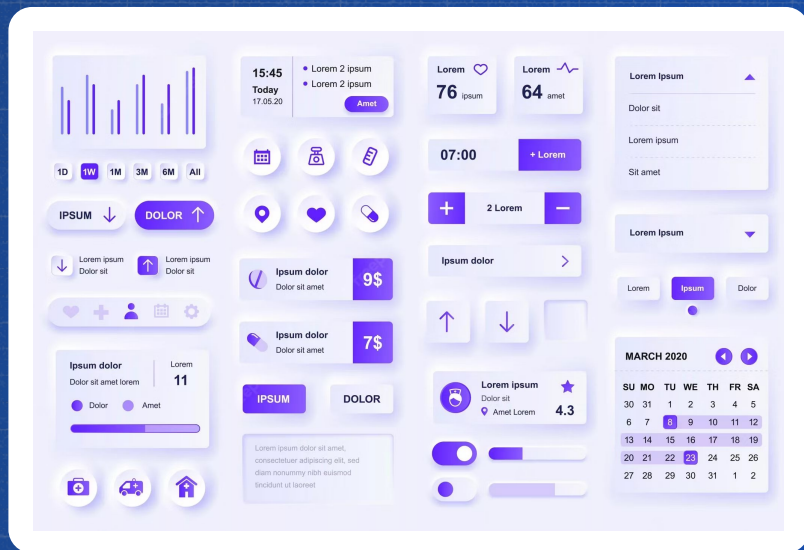 1D 1W 1M 3M 6M All
IPSUM
DOLOR
Lorem ipsum
Dolor sit
Lorem ipsum
Dolor sit
Ipsum dolor
Dolor sit amet lorem
Lorem
11
Dolor
Amet
15:45
Today
17.05.20
Lorem 2 ipsum
Lorem 2 ipsum
Amet
Ipsum dolor
Dolor sit amet
9$
Ipsum dolor
Dolor sit amet
7$
IPSUM
DOLOR
Lorem ipsum dolor sit amet,
consectetuer adipiscing elit, sed
diam nonummy nibh euismod
tincidunt ut laoreet
Lorem
76 ipsum
Lorem
64 amet
07:00
+ Lorem
2 Lorem
Ipsum dolor
Lorem ipsum
Dolor sit
Amet Lorem
4.3
Lorem Ipsum
Dolor sit
Lorem ipsum
Sit amet
Lorem Ipsum
Lorem
Ipsum
Dolor
MARCH 2020
SU MO TU WE TH FR SA
30 31 1 2 3 4 5
6 7 8 9 10 11 12
13 14 15 16 17 18 19
20 21 22 23 24 25 26
27 28 29 30 31 1 2